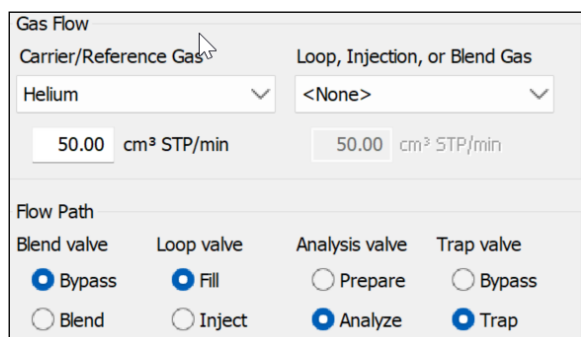 Gas Flow
Carrier/Reference Gas Loop, Injection, or Blend Gas
Helium <None>
50.00 cm³ STP/min 50.00 cm³ STP/min
Flow Path
Blend valve Loop valve Analysis valve Trap valve
Bypass Fill Prepare Bypass
Blend Inject Analyze Trap